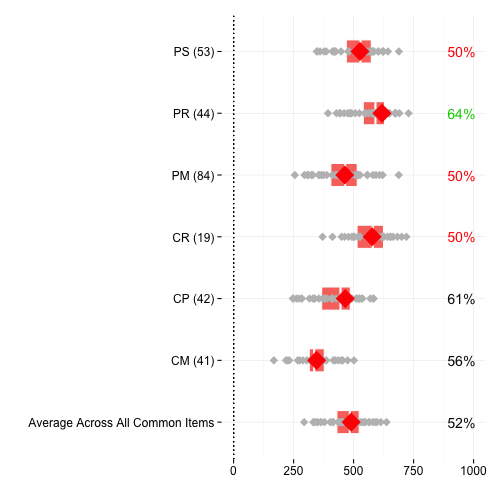 PS (53) 50%
PR (44) 64%
PM (84) 50%
CR (19) 50%
CP (42) 61%
CM (41) 56%
Average Across All Common Items 52%
0 250 500 750 1000